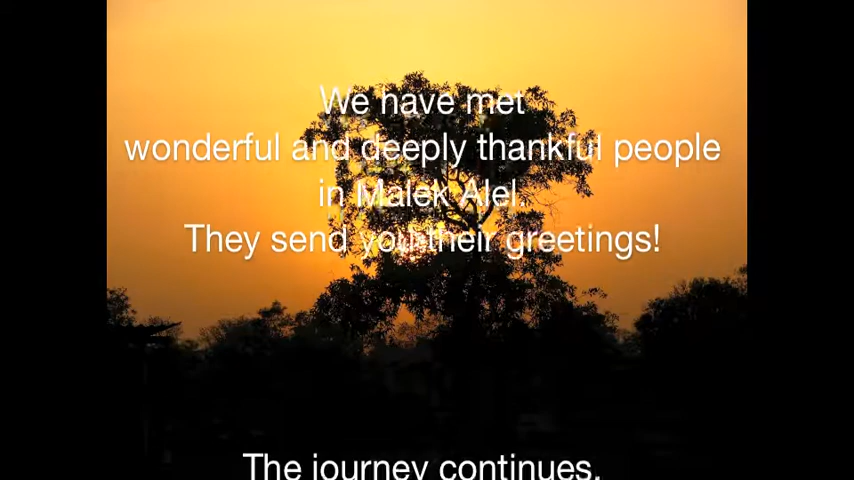 We have met
wonderful and deeply thankful people
in Malek Alel.
They send you their greetings!
The journey continues.